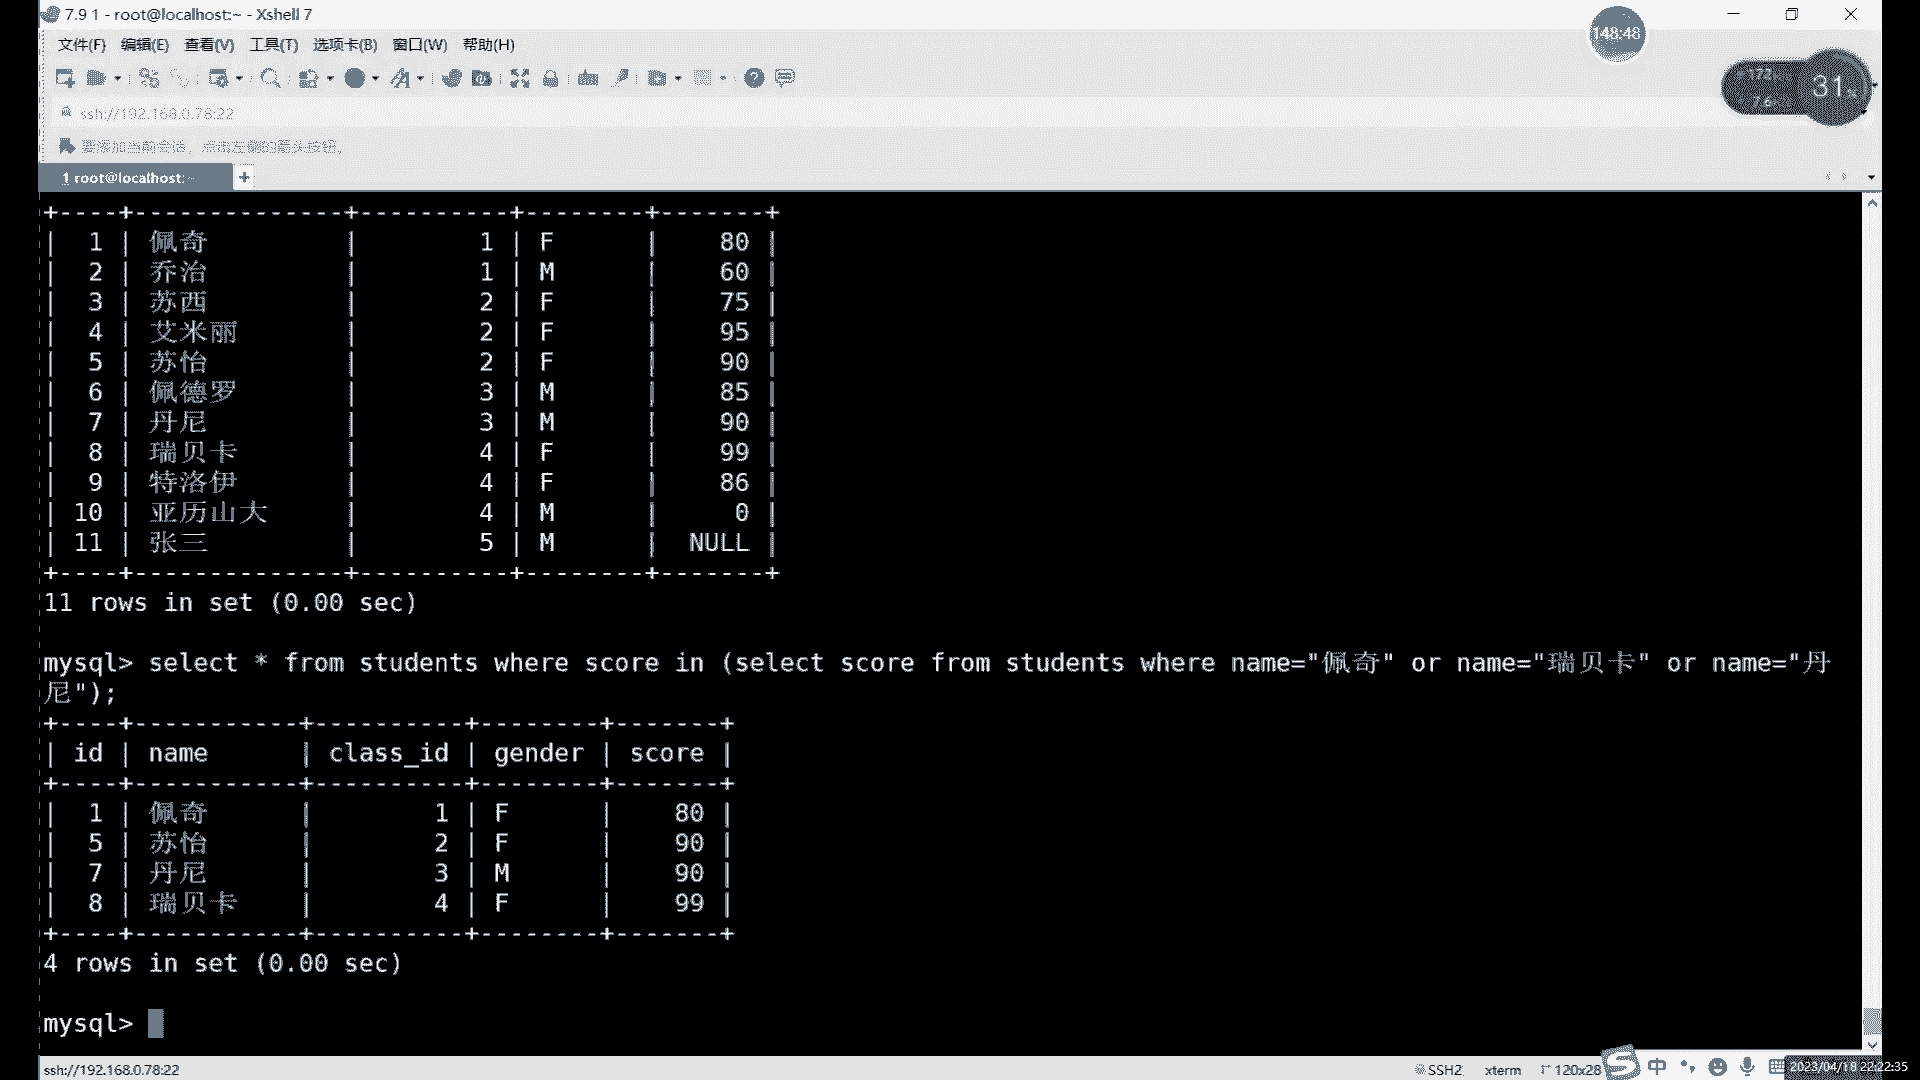 7.9 1 - root@localhost:~ - Xshell 7
文件(F) 编辑(E) 查看(V) 工具(T) 选项卡(B) 窗口(W) 帮助(H)
148:48
172
7.6
31%
ssh://192.168.0.78:22
要添加当前会话，点击左侧的箭头按钮。
1 root@localhost:~
+----+--------------+----------+--------+-------+
| 1 | 佩奇 | 1 | F | 80 |
| 2 | 乔治 | 1 | M | 60 |
| 3 | 苏西 | 2 | F | 75 |
| 4 | 艾米丽 | 2 | F | 95 |
| 5 | 苏怡 | 2 | F | 90 |
| 6 | 佩德罗 | 3 | M | 85 |
| 7 | 丹尼 | 3 | M | 90 |
| 8 | 瑞贝卡 | 4 | F | 99 |
| 9 | 特洛伊 | 4 | F | 86 |
| 10 | 亚历山大 | 4 | M | 0 |
| 11 | 张三 | 5 | M | NULL |
+----+--------------+----------+--------+-------+
11 rows in set (0.00 sec)
mysql> select * from students where score in (select score from students where name="佩奇" or name="瑞贝卡" or name="丹
尼");
+----+-----------+----------+--------+-------+
| id | name | class_id | gender | score |
+----+-----------+----------+--------+-------+
| 1 | 佩奇 | 1 | F | 80 |
| 5 | 苏怡 | 2 | F | 90 |
| 7 | 丹尼 | 3 | M | 90 |
| 8 | 瑞贝卡 | 4 | F | 99 |
+----+-----------+----------+--------+-------+
4 rows in set (0.00 sec)
mysql>
ssh://192.168.0.78:22 SSH2 xterm 120x28 中 2023/04/18 22:22:35